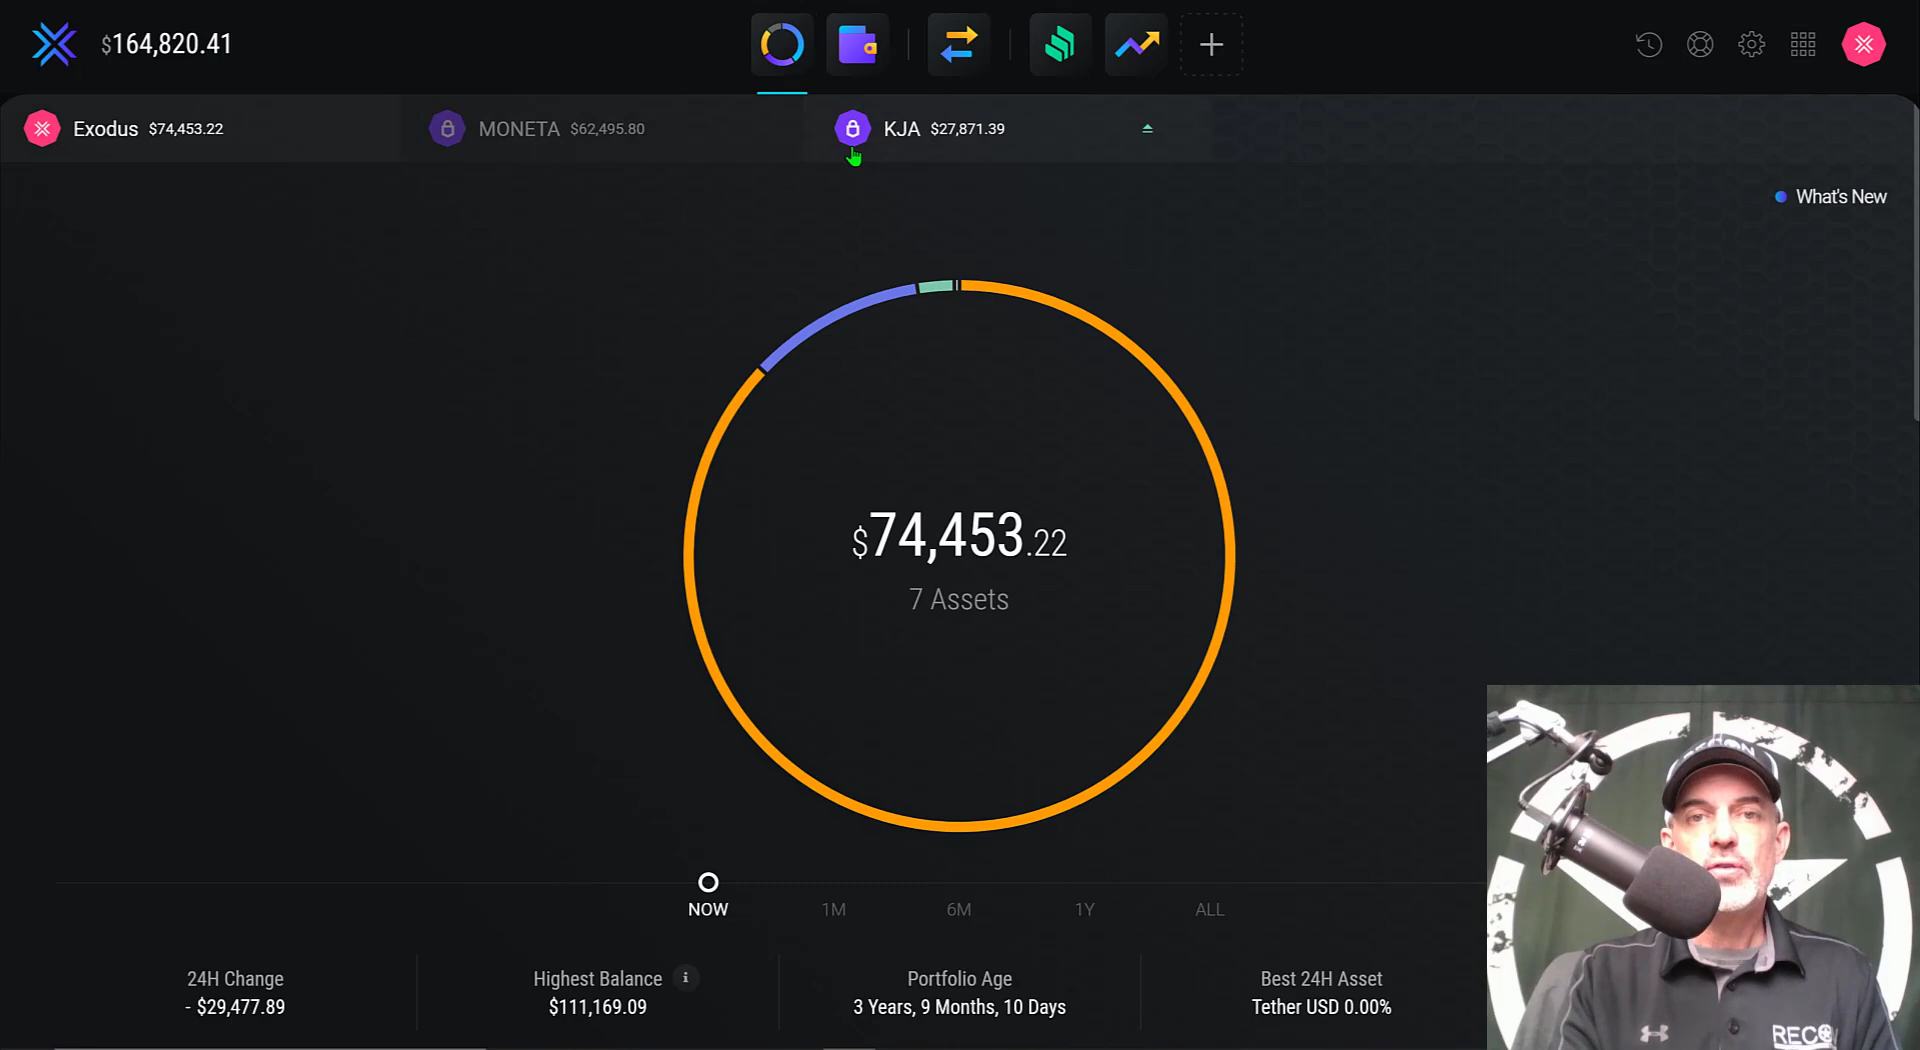 $164,820.41
Exodus $74,453.22
MONETA $62,495.80
KJA $27,871.39
What's New
$74,453.22
7 Assets
NOW 1M 6M 1Y ALL
24H Change
- $29,477.89
Highest Balance
$111,169.09
Portfolio Age
3 Years, 9 Months, 10 Days
Best 24H Asset
Tether USD 0.00%